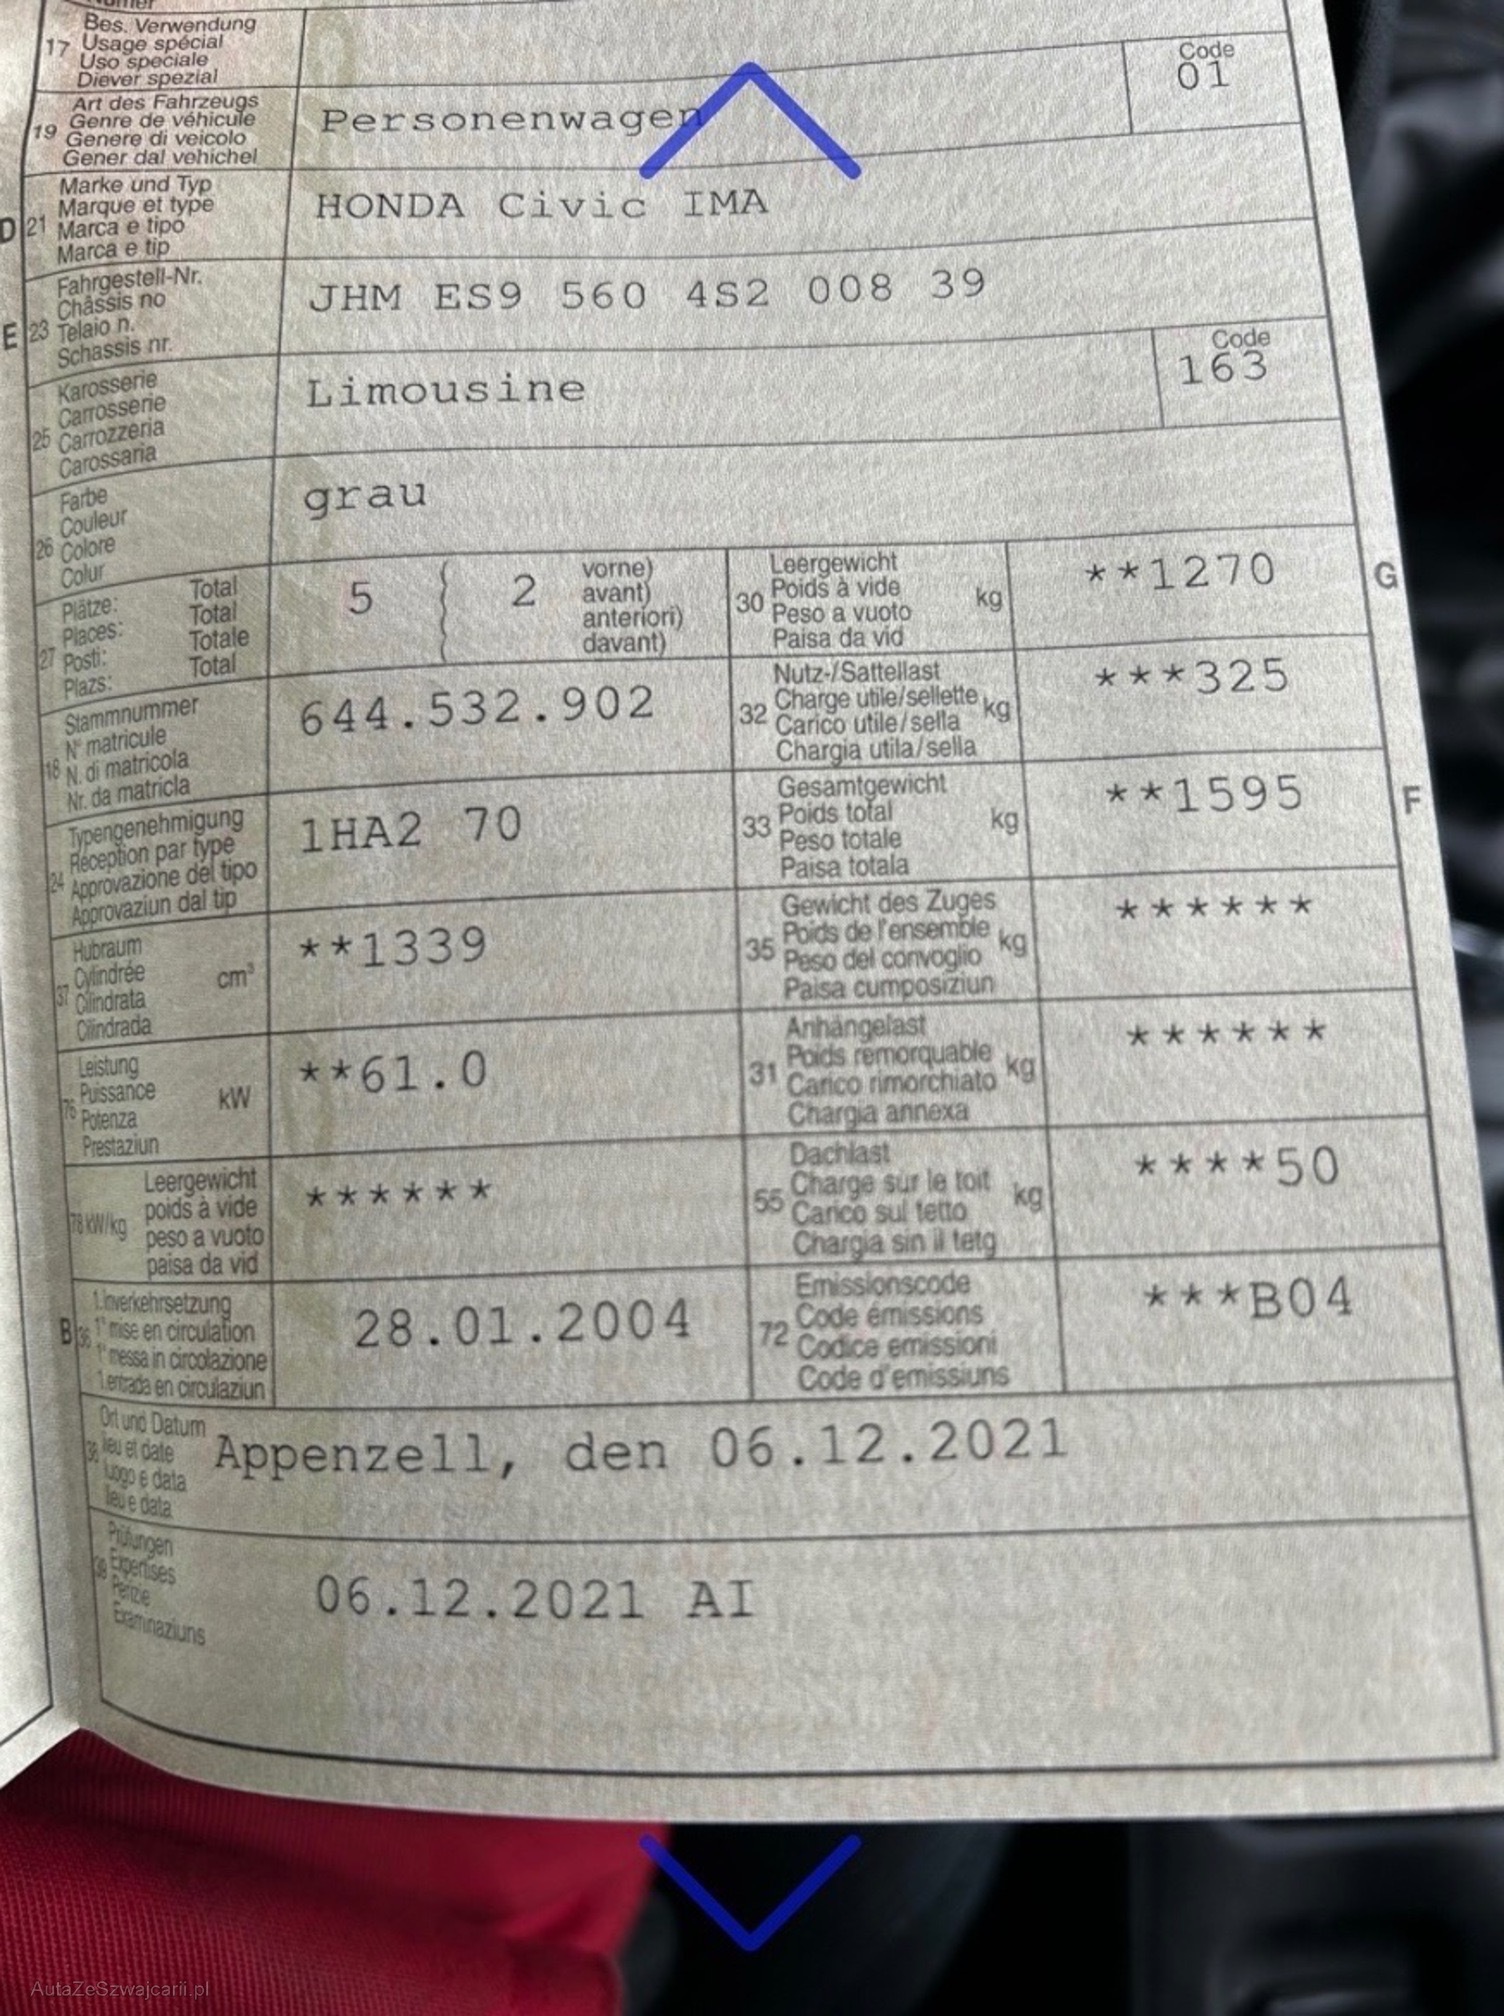 Bes. Verwendung
17 Usage spécial
Uso speciale
Diever spezial
Code
01
Art des Fahrzeugs
19 Genre de véhicule
Genere di veicolo
Gener dal vehichel
Personenwagen
Marke und Typ
D 21 Marque et type
Marca e tipo
Marca e tip
HONDA Civic IMA
Fahrgestell-Nr.
Châssis no
E 23 Telaio n.
Schassis nr.
JHM ES9 560 4S2 008 39
Karosserie
Carrosserie
25 Carrozzeria
Carossaria
Limousine
Code
163
Farbe
Couleur
26 Colore
Colur
grau
Plätze: Total
Places: Total
27 Posti: Totale
Plazs: Total
5 { 2
vorne)
avant)
anteriori)
davant)
Leergewicht
30 Poids à vide kg
Peso a vuoto
Paisa da vid
**1270
G
Stammnummer
N° matricule
18 N. di matricola
Nr. da matricla
644.532.902
Nutz-/Sattellast
32 Charge utile/sellette kg
Carico utile/sella
Chargia utila/sella
***325
Typengenehmigung
Réception par type
24 Approvazione del tipo
Approvaziun dal tip
1HA2 70
Gesamtgewicht
33 Poids total kg
Peso totale
Paisa totala
**1595
F
Hubraum
Cylindrée cm³
37 Cilindrata
Cilindrada
**1339
Gewicht des Zuges
35 Poids de l'ensemble kg
Peso del convoglio
Paisa cumposiziun
******
Leistung
Puissance kW
76 Potenza
Prestaziun
**61.0
Anhängelast
31 Poids remorquable kg
Carico rimorchiato
Chargia annexa
******
Leergewicht
poids à vide
78 kW/kg peso a vuoto
paisa da vid
******
Dachlast
55 Charge sur le toit kg
Carico sul tetto
Chargia sin il tetg
****50
1.Inverkehrsetzung
B 36 1° mise en circulation
1° messa in circolazione
1.entrada en circulaziun
28.01.2004
Emissionscode
72 Code émissions
Codice emissioni
Code d'emissiuns
***B04
Ort und Datum
38 lieu et date
luogo e data
lieu e data
Appenzell, den 06.12.2021
Prüfungen
39 Expertises
Perizie
Examinaziuns
06.12.2021 AI
AutaZeSzwajcarii.pl